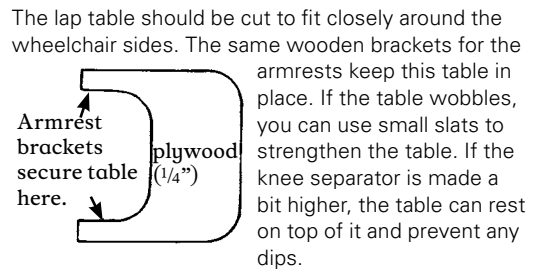 The lap table should be cut to fit closely around the
wheelchair sides. The same wooden brackets for the
armrests keep this table in
place. If the table wobbles,
you can use small slats to
strengthen the table. If the
knee separator is made a
bit higher, the table can rest
on top of it and prevent any
dips.
Armrest
brackets
secure table
here.
plywood
(1/4”)